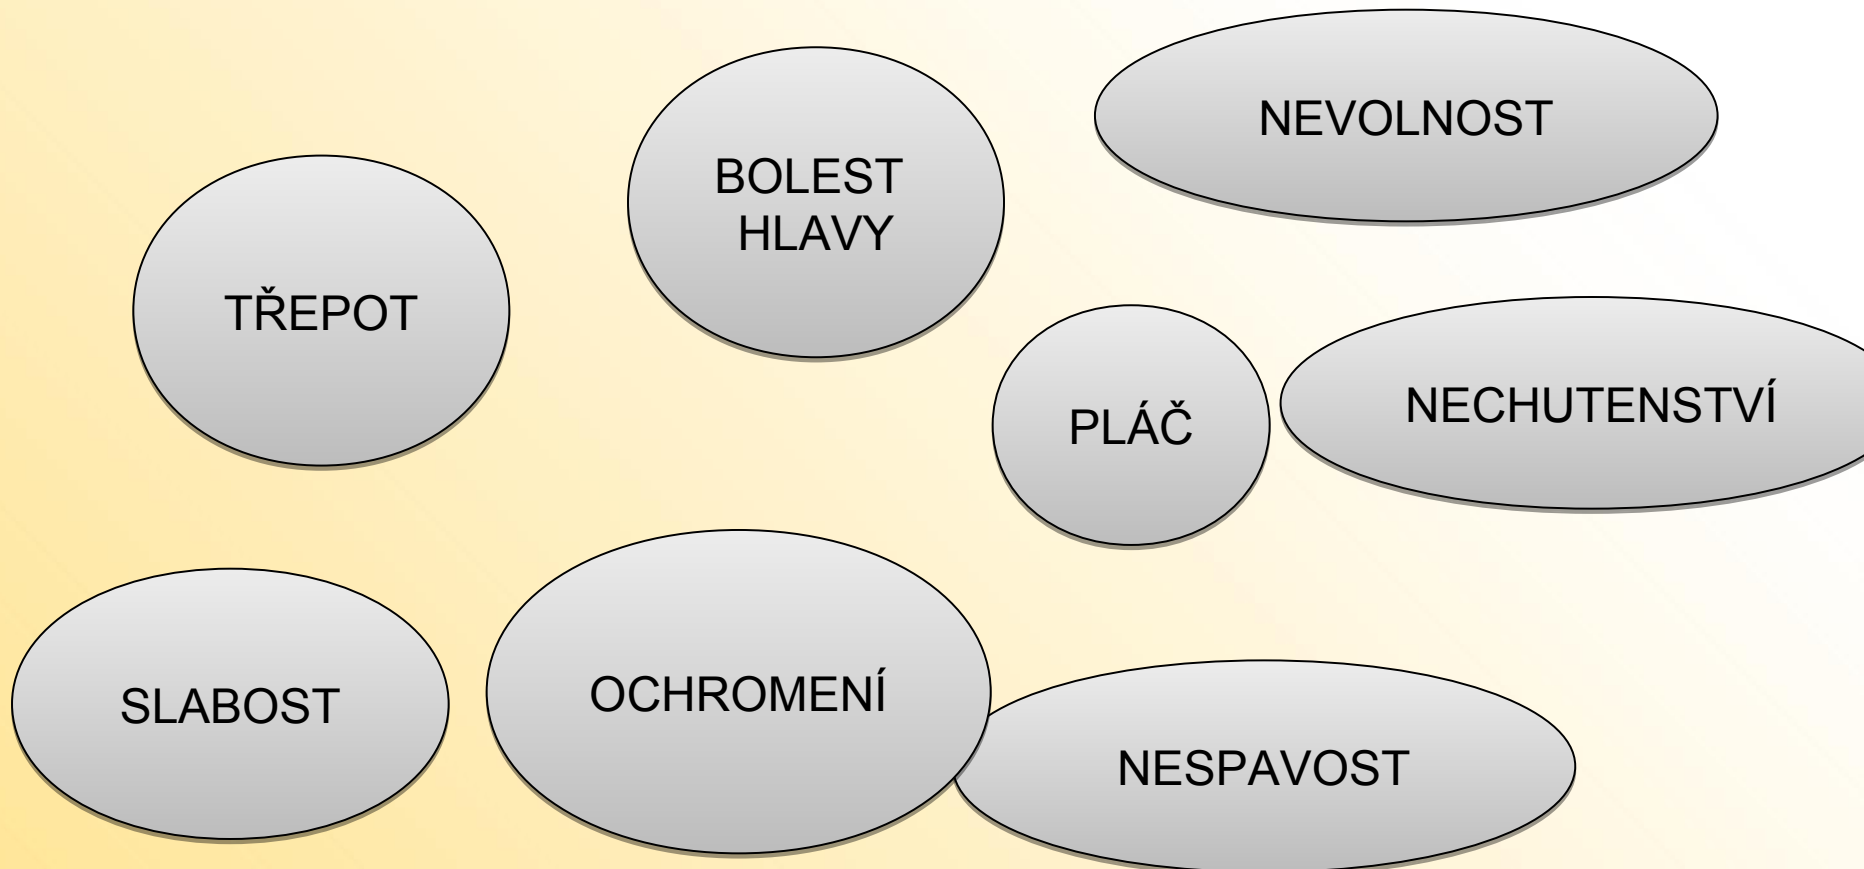 NEVOLNOST
BOLEST
HLAVY
TŘEPOT
PLÁČ
NECHUTENSTVÍ
SLABOST
OCHROMENÍ
NESPAVOST